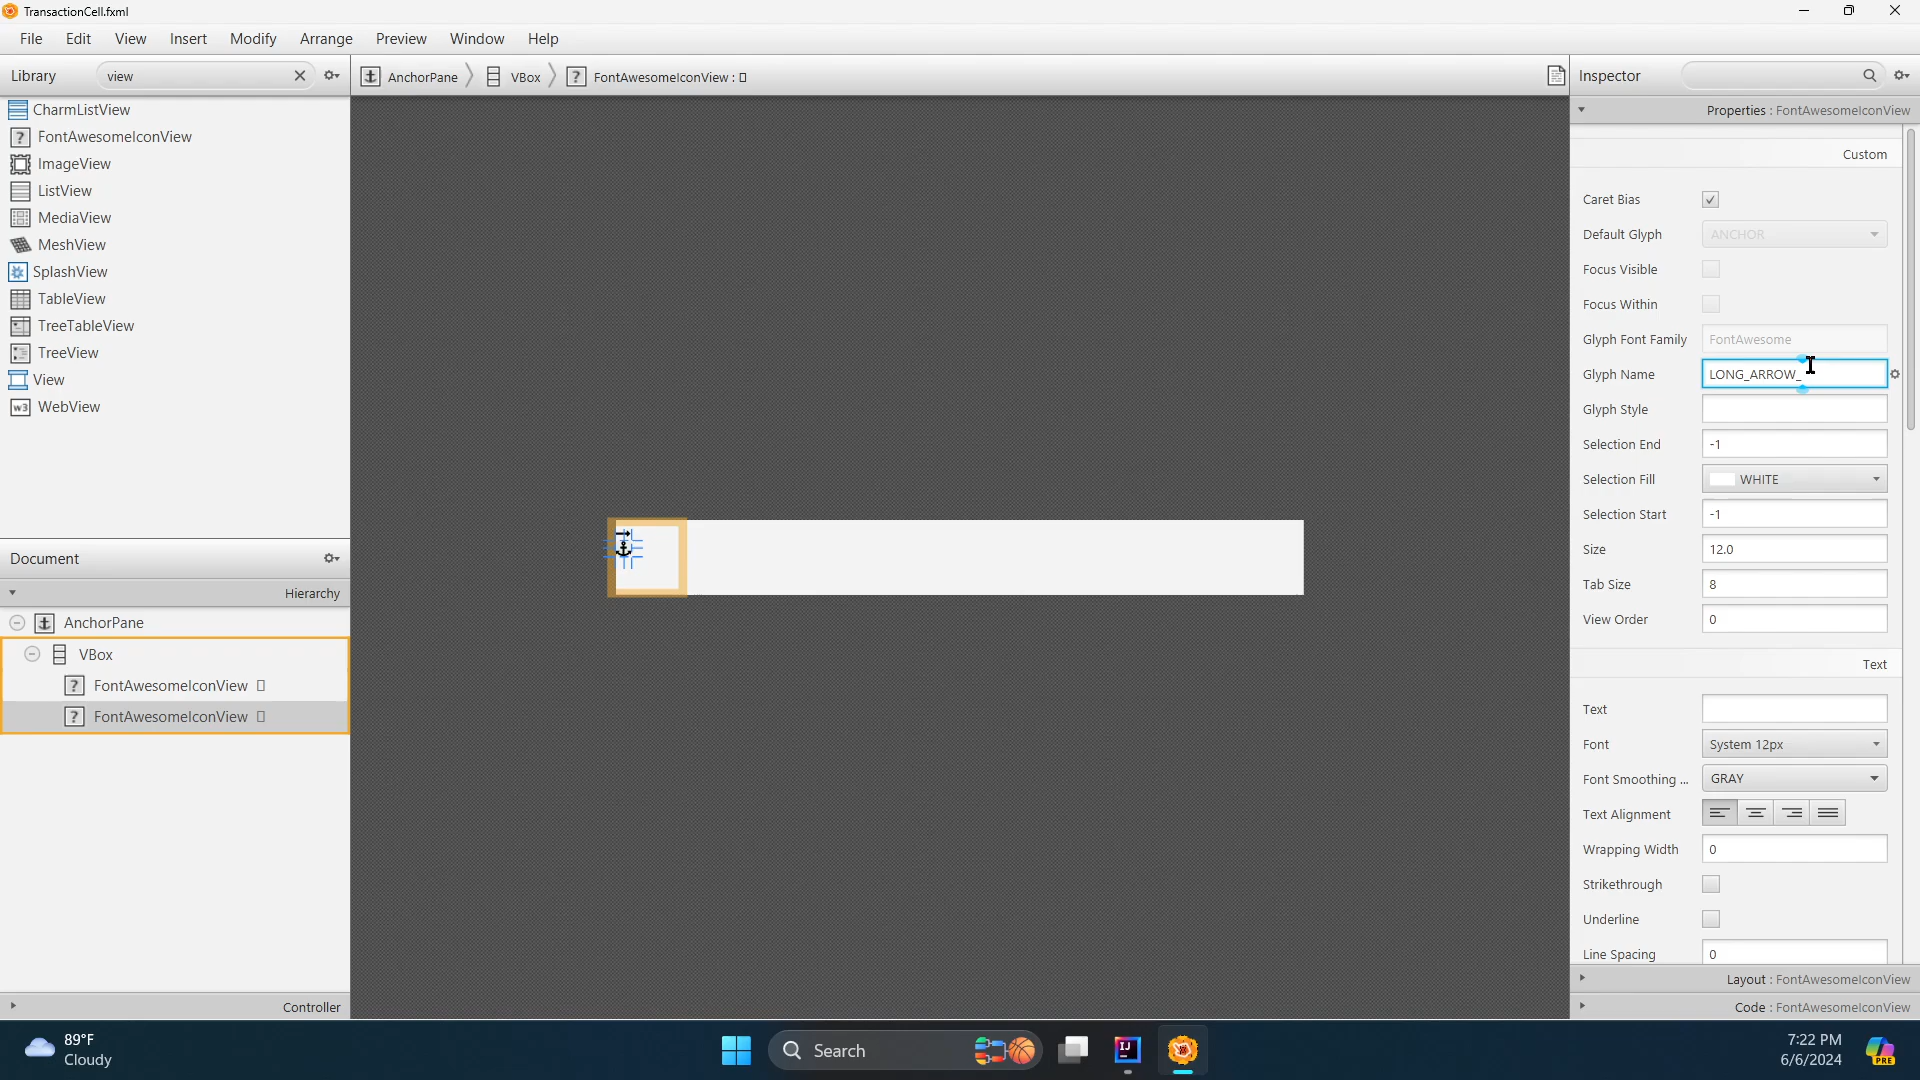 TransactionCell.fxml
File Edit View Insert Modify Arrange Preview Window Help
Library view
AnchorPane VBox FontAwesomeIconView : ▯
Inspector
CharmListView
FontAwesomeIconView
ImageView
ListView
MediaView
MeshView
SplashView
TableView
TreeTableView
TreeView
View
WebView
Document
Hierarchy
AnchorPane
VBox
FontAwesomeIconView ▯
FontAwesomeIconView ▯
Controller
Properties : FontAwesomeIconView
Custom
Caret Bias
Default Glyph ANCHOR
Focus Visible
Focus Within
Glyph Font Family FontAwesome
Glyph Name LONG_ARROW_
Glyph Style
Selection End -1
Selection Fill WHITE
Selection Start -1
Size 12.0
Tab Size 8
View Order 0
Text
Text
Font System 12px
Font Smoothing ... GRAY
Text Alignment
Wrapping Width 0
Strikethrough
Underline
Line Spacing 0
Layout : FontAwesomeIconView
Code : FontAwesomeIconView
89°F
Cloudy
Search
7:22 PM
6/6/2024
PRE